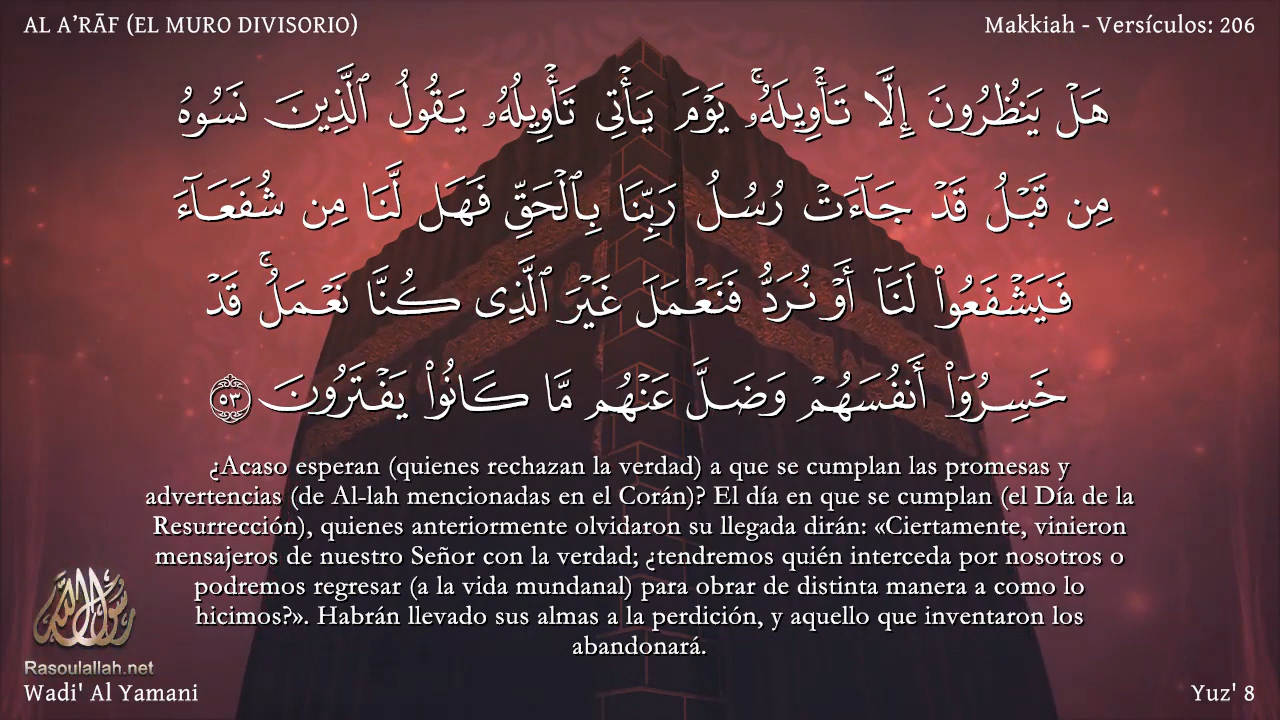 AL A’RĀF (EL MURO DIVISORIO)
Makkiah - Versículos: 206
هَلْ يَنظُرُونَ إِلَّا تَأْوِيلَهُۥ ۚ يَوْمَ يَأْتِى تَأْوِيلُهُۥ يَقُولُ ٱلَّذِينَ نَسُوهُ
مِن قَبْلُ قَدْ جَآءَتْ رُسُلُ رَبِّنَا بِٱلْحَقِّ فَهَل لَّنَا مِن شُفَعَآءَ
فَيَشْفَعُوا۟ لَنَآ أَوْ نُرَدُّ فَنَعْمَلَ غَيْرَ ٱلَّذِى كُنَّا نَعْمَلُ ۚ قَدْ
خَسِرُوٓا۟ أَنفُسَهُمْ وَضَلَّ عَنْهُم مَّا كَانُوا۟ يَفْتَرُونَ ٥٣
¿Acaso esperan (quienes rechazan la verdad) a que se cumplan las promesas y
advertencias (de Al-lah mencionadas en el Corán)? El día en que se cumplan (el Día de la
Resurrección), quienes anteriormente olvidaron su llegada dirán: «Ciertamente, vinieron
mensajeros de nuestro Señor con la verdad; ¿tendremos quién interceda por nosotros o
podremos regresar (a la vida mundanal) para obrar de distinta manera a como lo
hicimos?». Habrán llevado sus almas a la perdición, y aquello que inventaron los
abandonará.
رسول الله
Rasoulallah.net
Wadi' Al Yamani
Yuz' 8